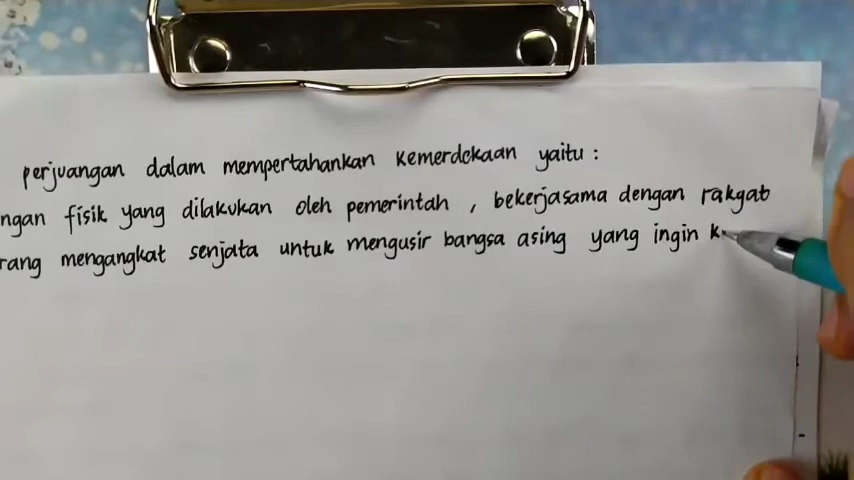 perjuangan dalam mempertahankan kemerdekaan yaitu :
ngan fisik yang dilakukan oleh pemerintah , bekerjasama dengan rakyat
rang mengangkat senjata untuk mengusir bangsa asing yang ingin k